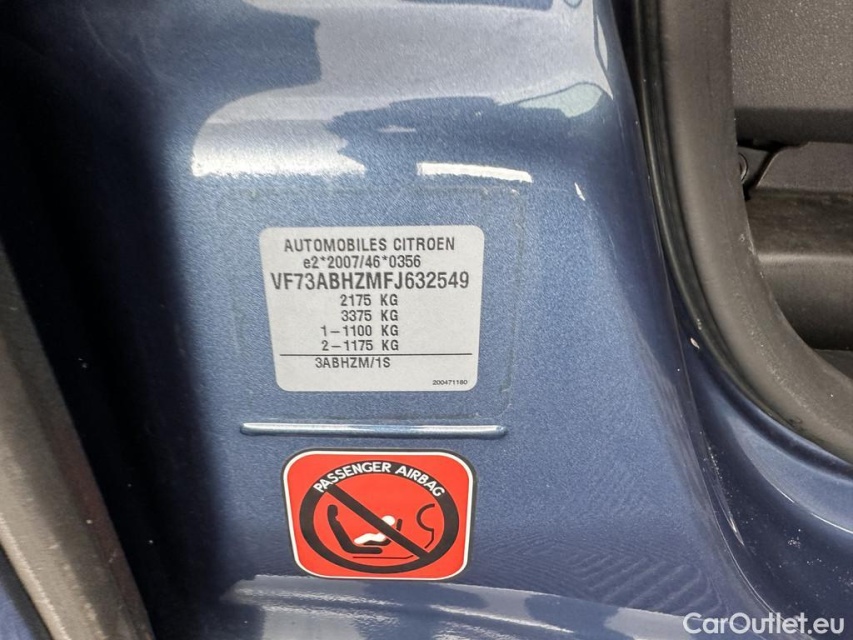 AUTOMOBILES CITROEN
e2*2007/46*0356
VF73ABHZMFJ632549
2175 KG
3375 KG
1-1100 KG
2-1175 KG
3ABHZM/1S
200471180
PASSENGER AIRBAG
CarOutlet.eu